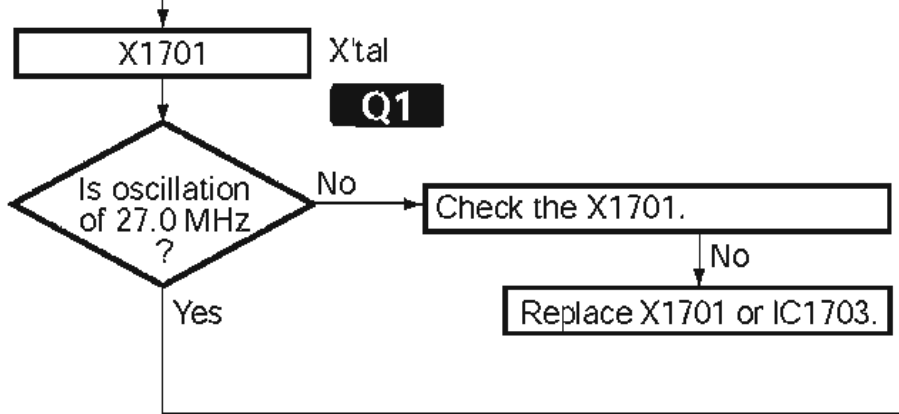 X1701
X'tal
Q1
Is oscillation
of 27.0 MHz
?
No
Check the X1701.
No
Replace X1701 or IC1703.
Yes